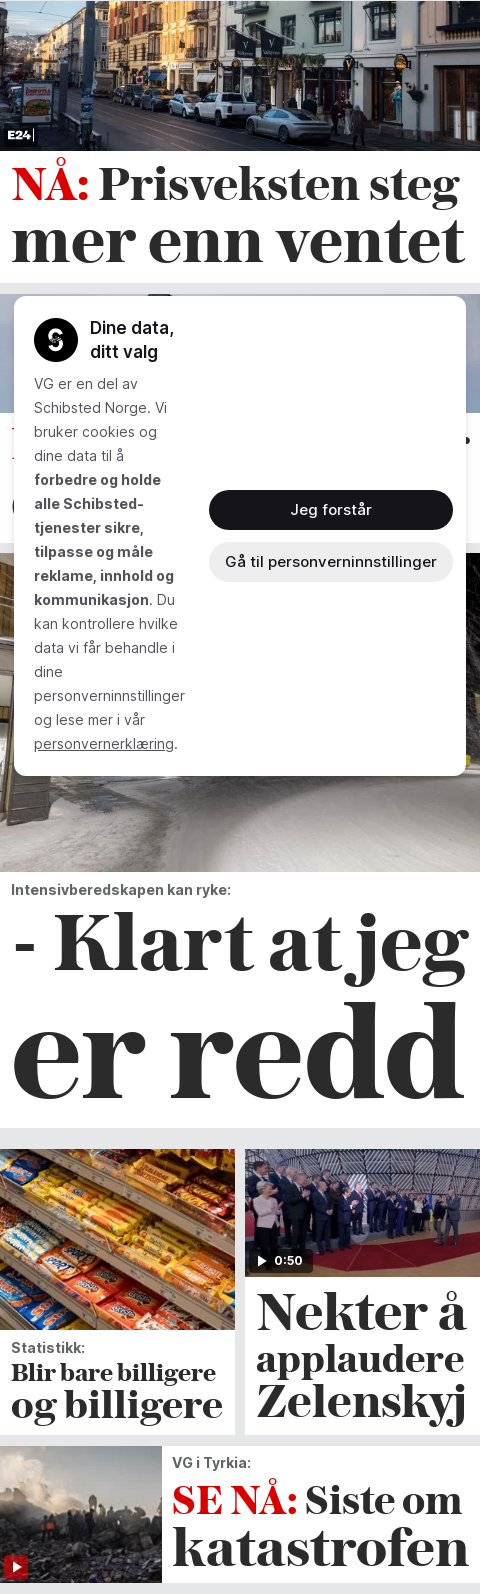 E24
NÅ: Prisveksten steg
mer enn ventet
Dine data,
ditt valg
VG er en del av
Schibsted Norge. Vi
bruker cookies og
dine data til å
forbedre og holde
alle Schibsted-
tjenester sikre,
tilpasse og måle
reklame, innhold og
kommunikasjon. Du
kan kontrollere hvilke
data vi får behandle i
dine
personverninnstillinger
og lese mer i vår
personvernerklæring.
Jeg forstår
Gå til personverninnstillinger
Intensivberedskapen kan ryke:
- Klart at jeg
er redd
Statistikk:
Blir bare billigere
og billigere
0:50
Nekter å
applaudere
Zelenskyj
VG i Tyrkia:
SE NÅ: Siste om
katastrofen